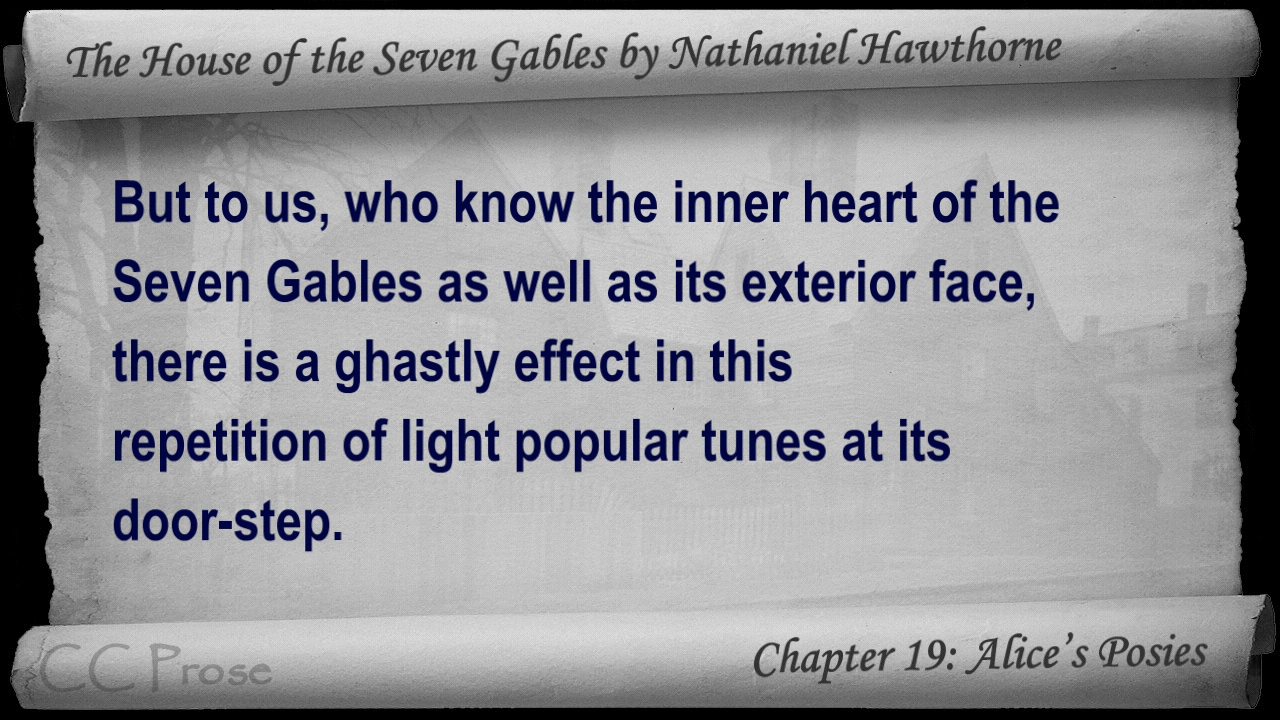 The House of the Seven Gables by Nathaniel Hawthorne
But to us, who know the inner heart of the
Seven Gables as well as its exterior face,
there is a ghastly effect in this
repetition of light popular tunes at its
door-step.
CC Prose
Chapter 19: Alice's Posies